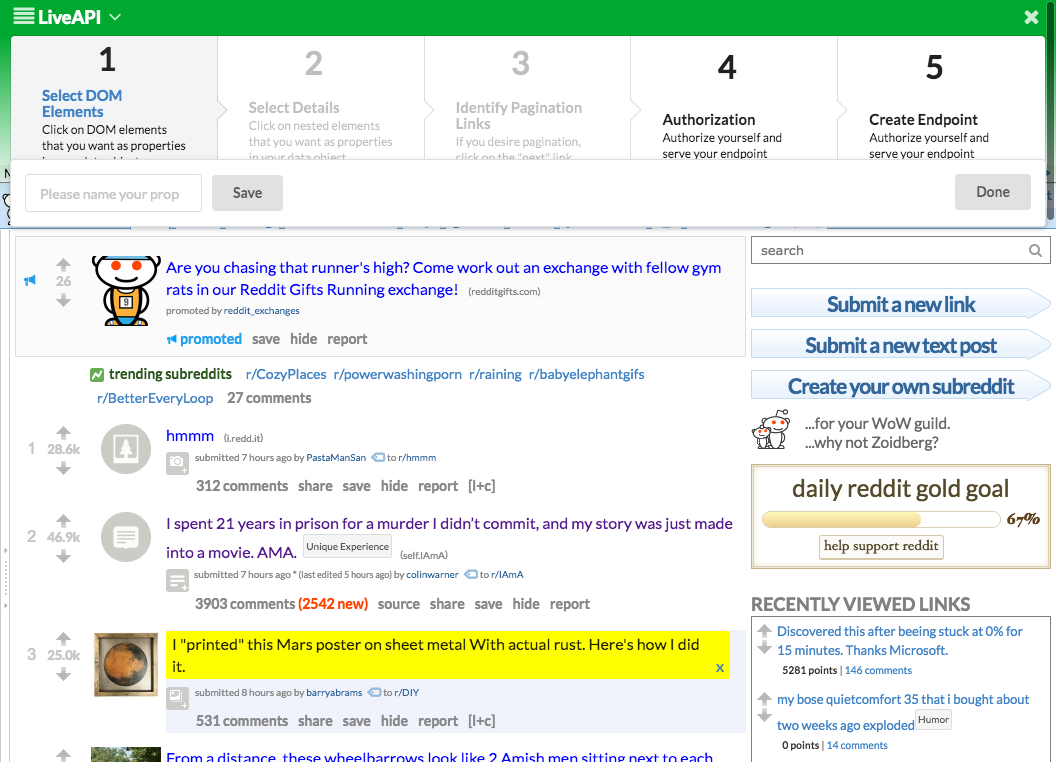 LiveAPI
1
Select DOM
Elements
Click on DOM elements
that you want as properties
2
Select Details
Click on nested elements
that you want as properties
in your data object
3
Identify Pagination
Links
If you desire pagination,
click on the "next" link
4
Authorization
Authorize yourself and
serve your endpoint
5
Create Endpoint
Authorize yourself and
serve your endpoint
Please name your prop
Save
Done
26
9
Are you chasing that runner's high? Come work out an exchange with fellow gym
rats in our Reddit Gifts Running exchange! (redditgifts.com)
promoted by reddit_exchanges
promoted save hide report
trending subreddits r/CozyPlaces r/powerwashingporn r/raining r/babyelephantgifs
r/BetterEveryLoop 27 comments
1 28.6k
hmmm (i.redd.it)
submitted 7 hours ago by PastaManSan to r/hmmm
312 comments share save hide report [l+c]
2 46.9k
I spent 21 years in prison for a murder I didn’t commit, and my story was just made
into a movie. AMA. Unique Experience (self.IAmA)
submitted 7 hours ago * (last edited 5 hours ago) by colinwarner to r/IAmA
3903 comments (2542 new) source share save hide report
3 25.0k
I "printed" this Mars poster on sheet metal With actual rust. Here's how I did
it. x
submitted 8 hours ago by barryabrams to r/DIY
531 comments share save hide report [l+c]
From a distance, these wheelbarrows look like 2 Amish men sitting next to each
search
Submit a new link
Submit a new text post
Create your own subreddit
...for your WoW guild.
...why not Zoidberg?
daily reddit gold goal
67%
help support reddit
RECENTLY VIEWED LINKS
Discovered this after beeing stuck at 0% for
15 minutes. Thanks Microsoft.
5281 points | 146 comments
my bose quietcomfort 35 that i bought about
two weeks ago exploded Humor
0 points | 14 comments